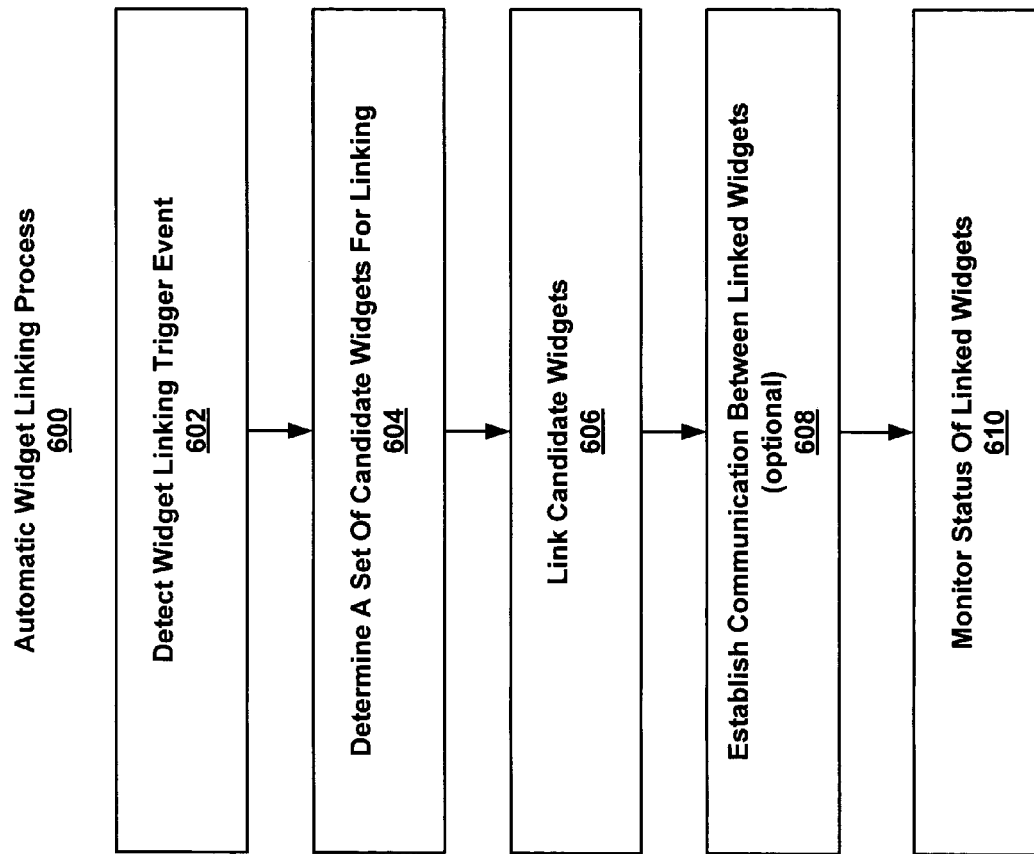 Automatic Widget Linking Process
600
Detect Widget Linking Trigger Event
602
Determine A Set Of Candidate Widgets For Linking
604
Link Candidate Widgets
606
Establish Communication Between Linked Widgets
(optional)
608
Monitor Status Of Linked Widgets
610